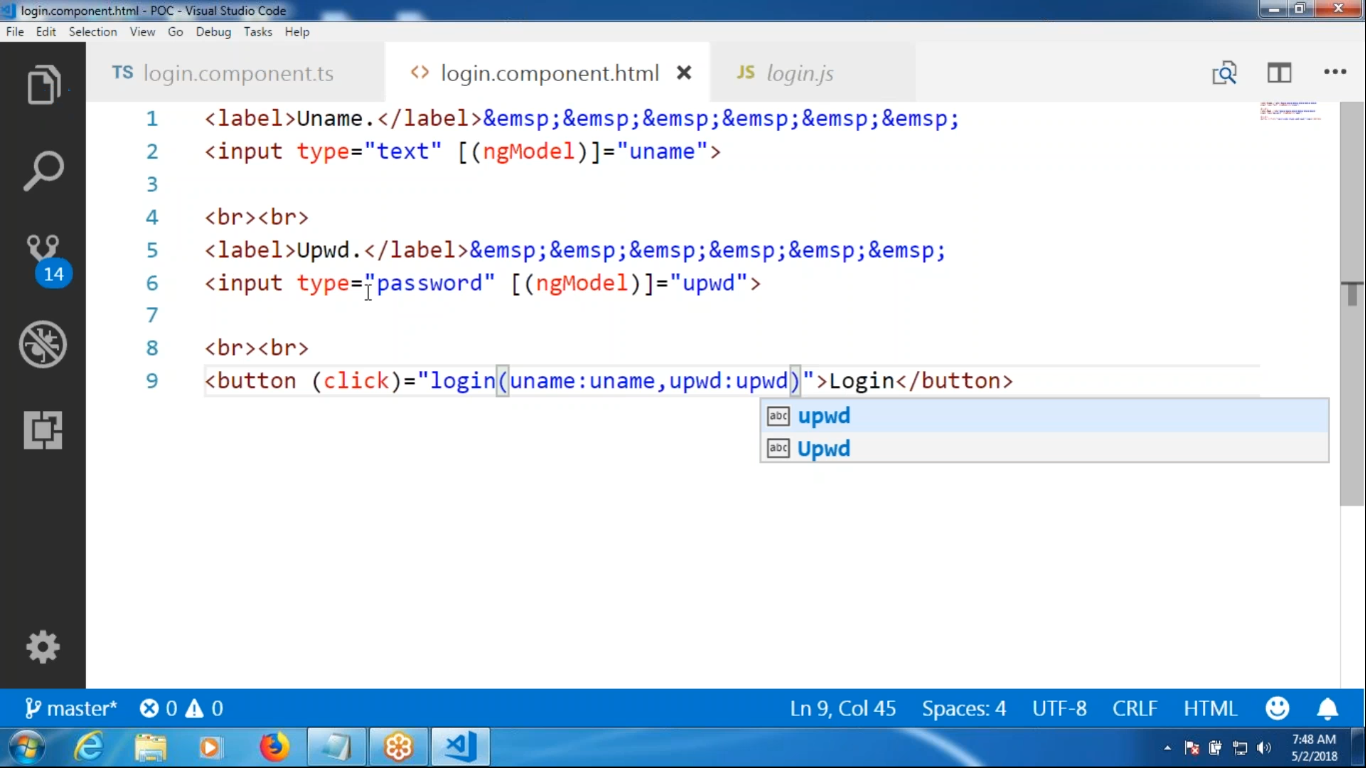 login.component.html - POC - Visual Studio Code
File Edit Selection View Go Debug Tasks Help
TS login.component.ts <> login.component.html JS login.js
1 <label>Uname.</label>&emsp;&emsp;&emsp;&emsp;&emsp;&emsp;
2 <input type="text" [(ngModel)]="uname">
3
4 <br><br>
5 <label>Upwd.</label>&emsp;&emsp;&emsp;&emsp;&emsp;&emsp;
6 <input type="password" [(ngModel)]="upwd">
7
8 <br><br>
9 <button (click)="login(uname:uname,upwd:upwd)">Login</button>
abc upwd
abc Upwd
14
master* 0 0 Ln 9, Col 45 Spaces: 4 UTF-8 CRLF HTML
7:48 AM
5/2/2018